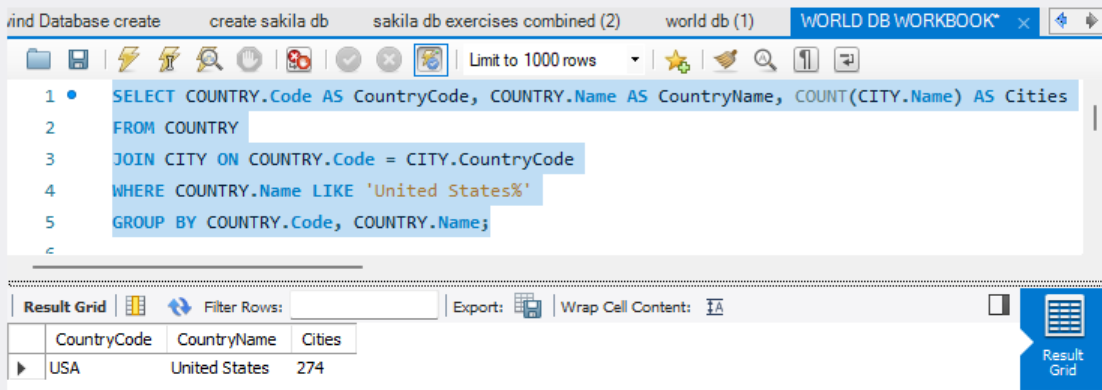 vind Database create create sakila db sakila db exercises combined (2) world db (1) WORLD DB WORKBOOK*
Limit to 1000 rows
1 SELECT COUNTRY.Code AS CountryCode, COUNTRY.Name AS CountryName, COUNT(CITY.Name) AS Cities
2 FROM COUNTRY
3 JOIN CITY ON COUNTRY.Code = CITY.CountryCode
4 WHERE COUNTRY.Name LIKE 'United States%'
5 GROUP BY COUNTRY.Code, COUNTRY.Name;
6
Result Grid Filter Rows: Export: Wrap Cell Content:
CountryCode CountryName Cities
USA United States 274
Result
Grid